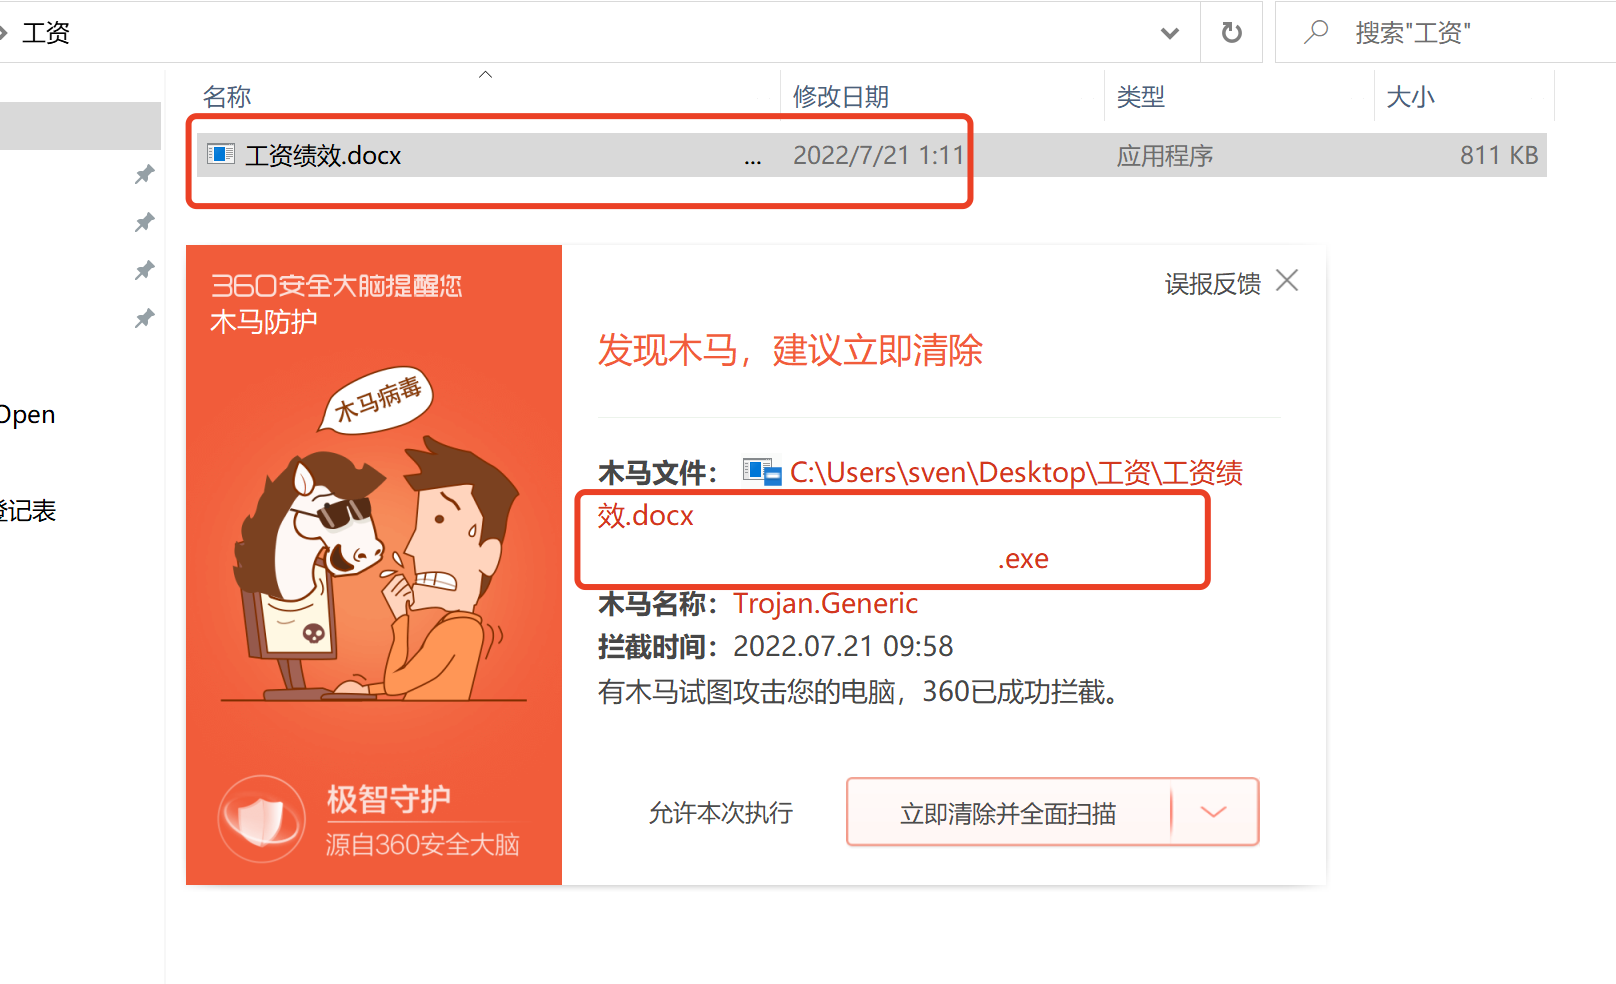 工资
搜索"工资"
名称
修改日期
类型
大小
工资绩效.docx
...
2022/7/21 1:11
应用程序
811 KB
Open
登记表
360安全大脑提醒您
木马防护
木马病毒
极智守护
源自360安全大脑
误报反馈
发现木马，建议立即清除
木马文件： C:\Users\sven\Desktop\工资\工资绩
效.docx
.exe
木马名称： Trojan.Generic
拦截时间： 2022.07.21 09:58
有木马试图攻击您的电脑，360已成功拦截。
允许本次执行
立即清除并全面扫描